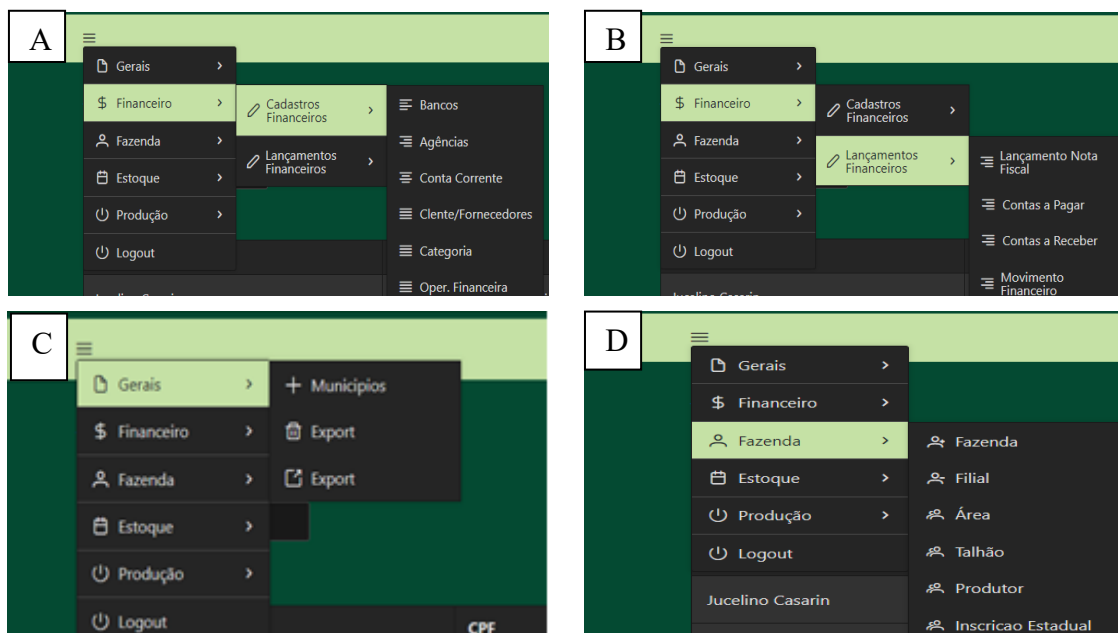 A
Gerais
Financeiro
Fazenda
Estoque
Produção
Logout
Cadastros
Financeiros
Lançamentos
Financeiros
Bancos
Agências
Conta Corrente
Clente/Fornecedores
Categoria
Oper. Financeira
B
Gerais
Financeiro
Fazenda
Estoque
Produção
Logout
Jucelino Casarin
Cadastros
Financeiros
Lançamentos
Financeiros
Lançamento Nota
Fiscal
Contas a Pagar
Contas a Receber
Movimento
Financeiro
C
Gerais
Financeiro
Fazenda
Estoque
Produção
Logout
Municipios
Export
Export
CPF
D
Gerais
Financeiro
Fazenda
Estoque
Produção
Logout
Jucelino Casarin
Fazenda
Filial
Área
Talhão
Produtor
Inscricao Estadual